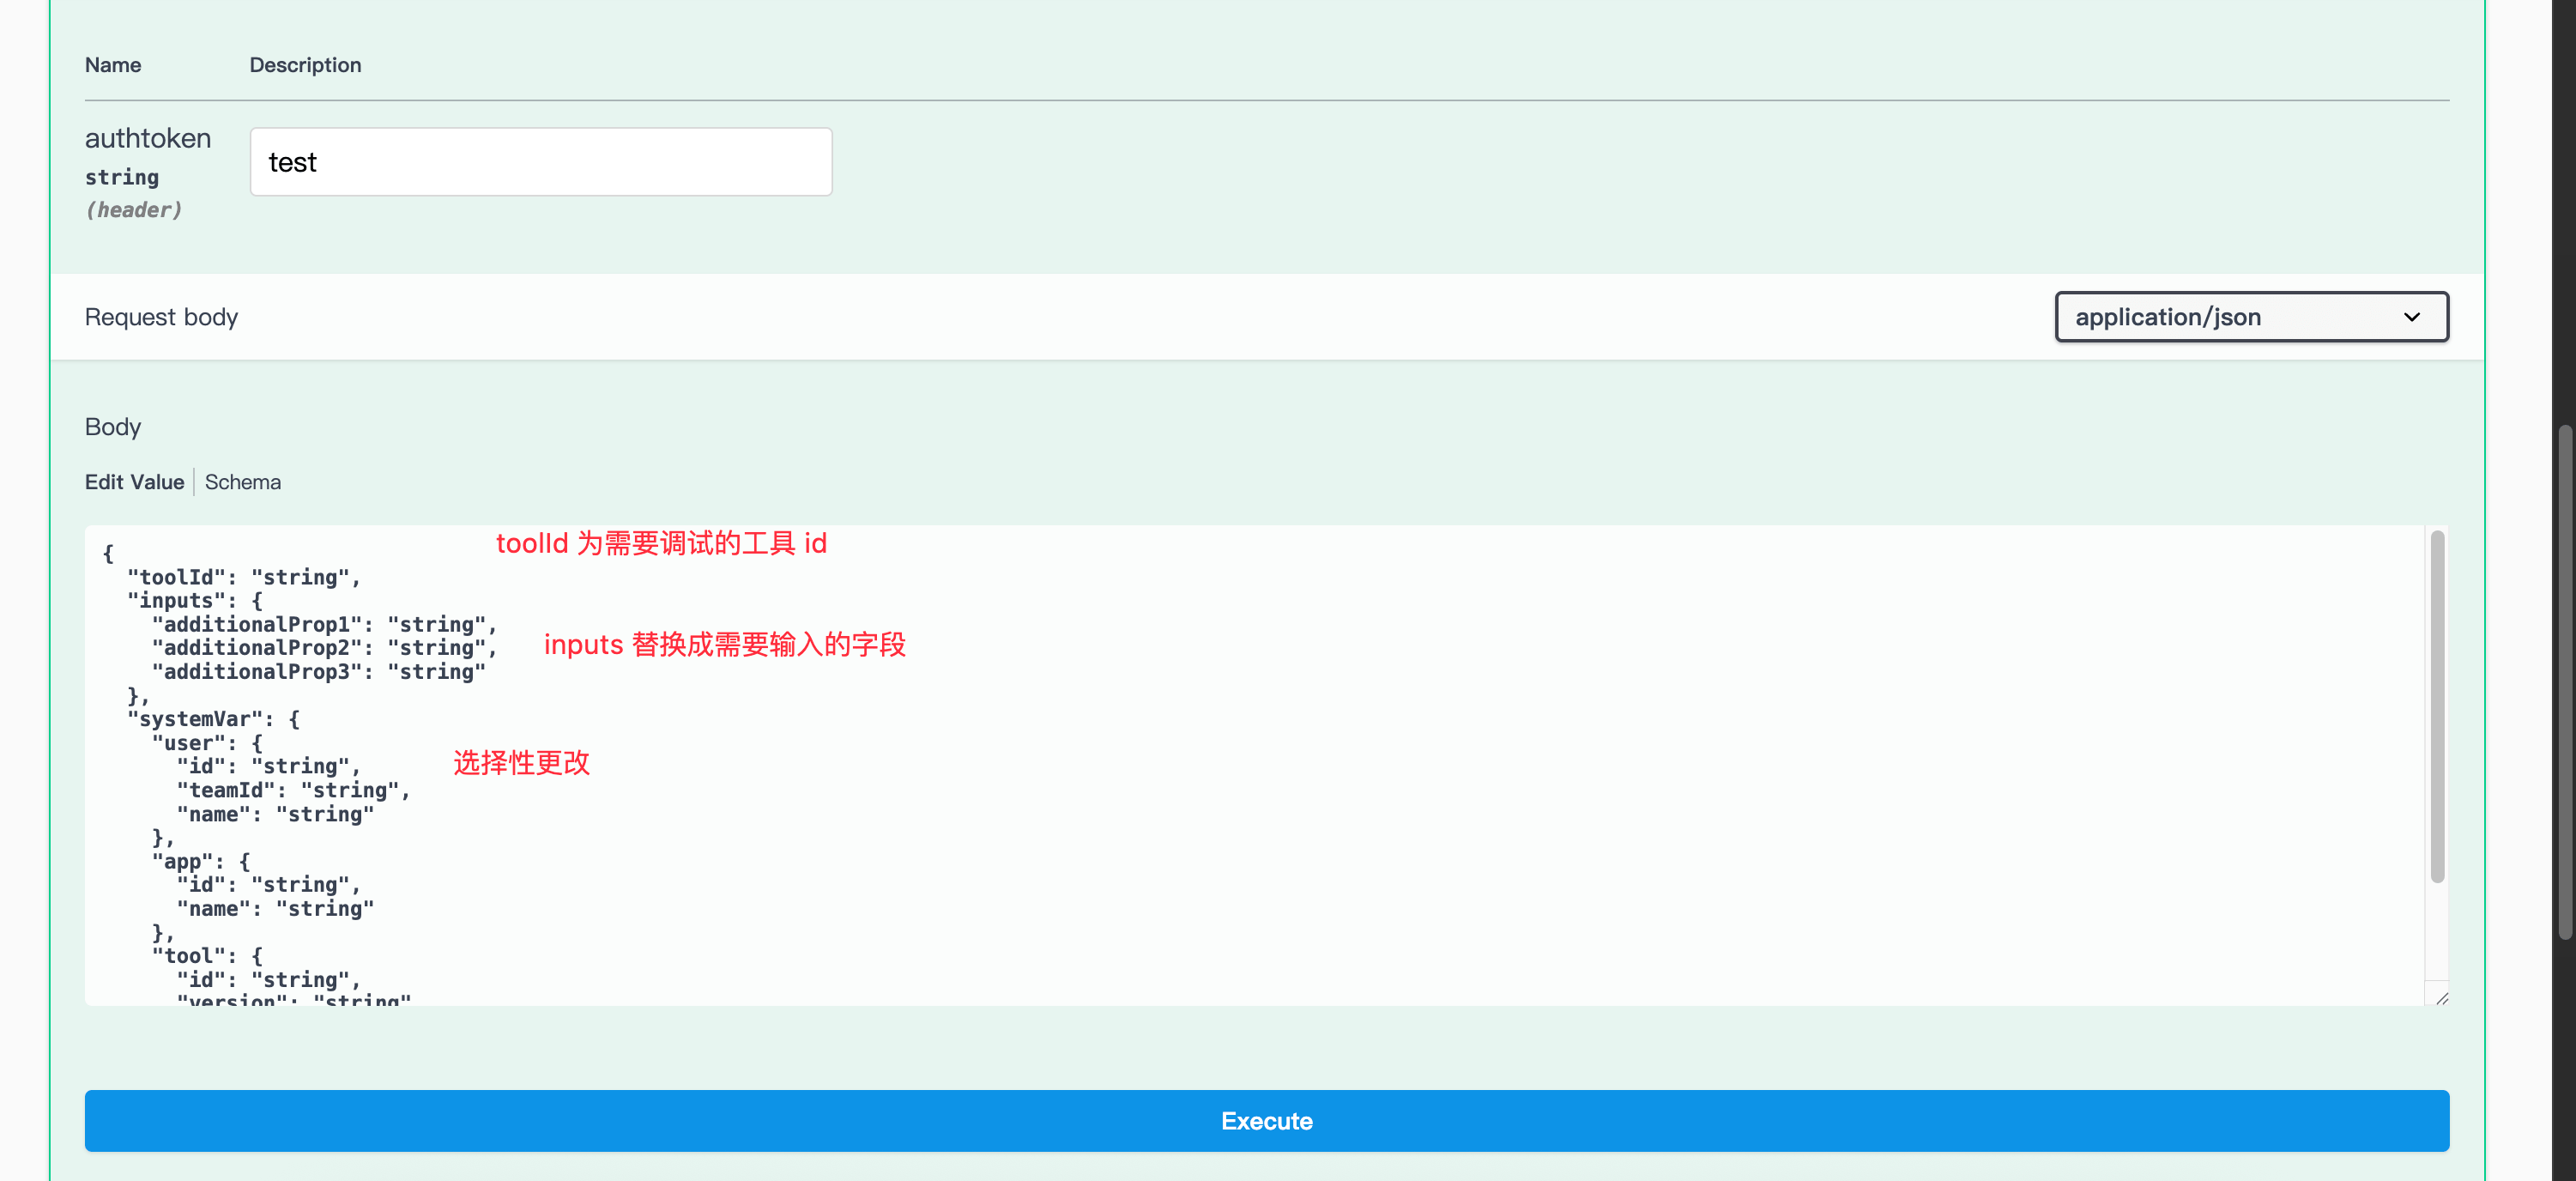 Name Description
authtoken
string
(header)
test
Request body
application/json
Body
Edit Value Schema
toolId 为需要调试的工具 id
{
"toolId": "string",
"inputs": {
"additionalProp1": "string",
"additionalProp2": "string",
inputs 替换成需要输入的字段
"additionalProp3": "string"
},
"systemVar": {
"user": {
"id": "string",
选择性更改
"teamId": "string",
"name": "string"
},
"app": {
"id": "string",
"name": "string"
},
"tool": {
"id": "string",
"version": "string"
Execute